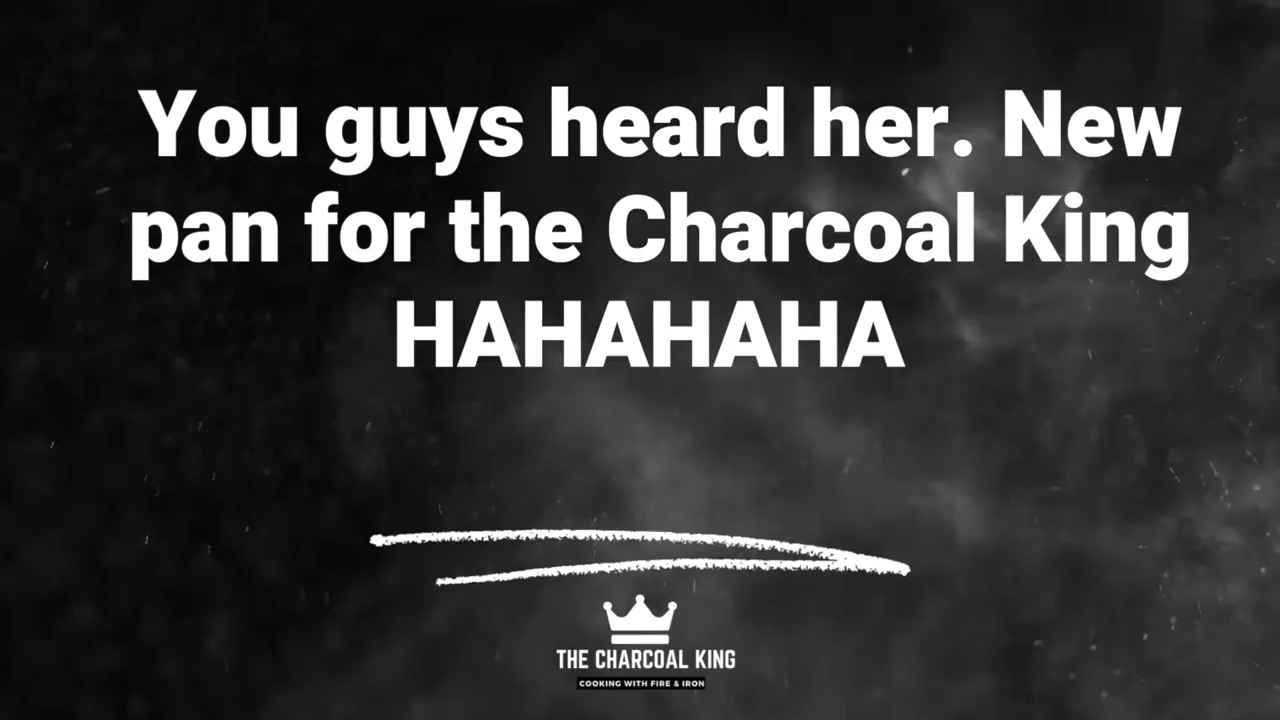 You guys heard her. New
pan for the Charcoal King
HAHAHAHA
THE CHARCOAL KING
COOKING WITH FIRE & IRON